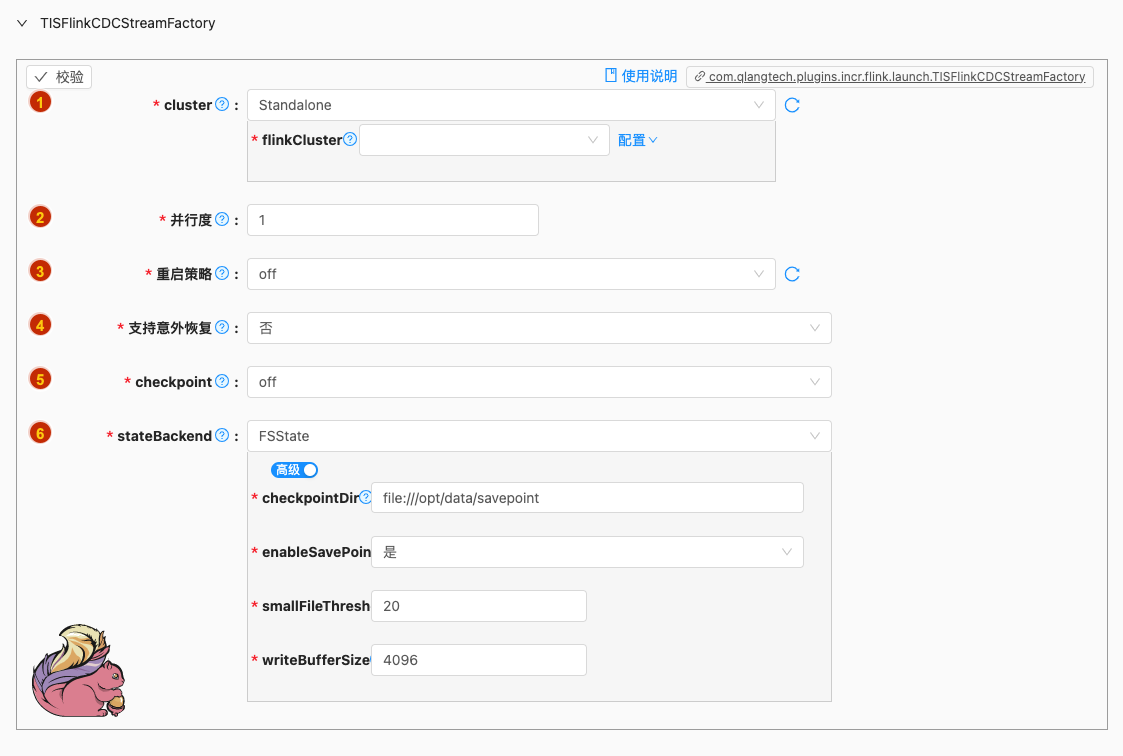 TISFlinkCDCStreamFactory
校验
使用说明
com.qlangtech.plugins.incr.flink.launch.TISFlinkCDCStreamFactory
1
* cluster ? : Standalone
* flinkCluster ? 配置
2
* 并行度 ? : 1
3
* 重启策略 ? : off
4
* 支持意外恢复 ? : 否
5
* checkpoint ? : off
6
* stateBackend ? : FSState
高级
* checkpointDir ? file:///opt/data/savepoint
* enableSavePoin 是
* smallFileThresh 20
* writeBufferSize 4096